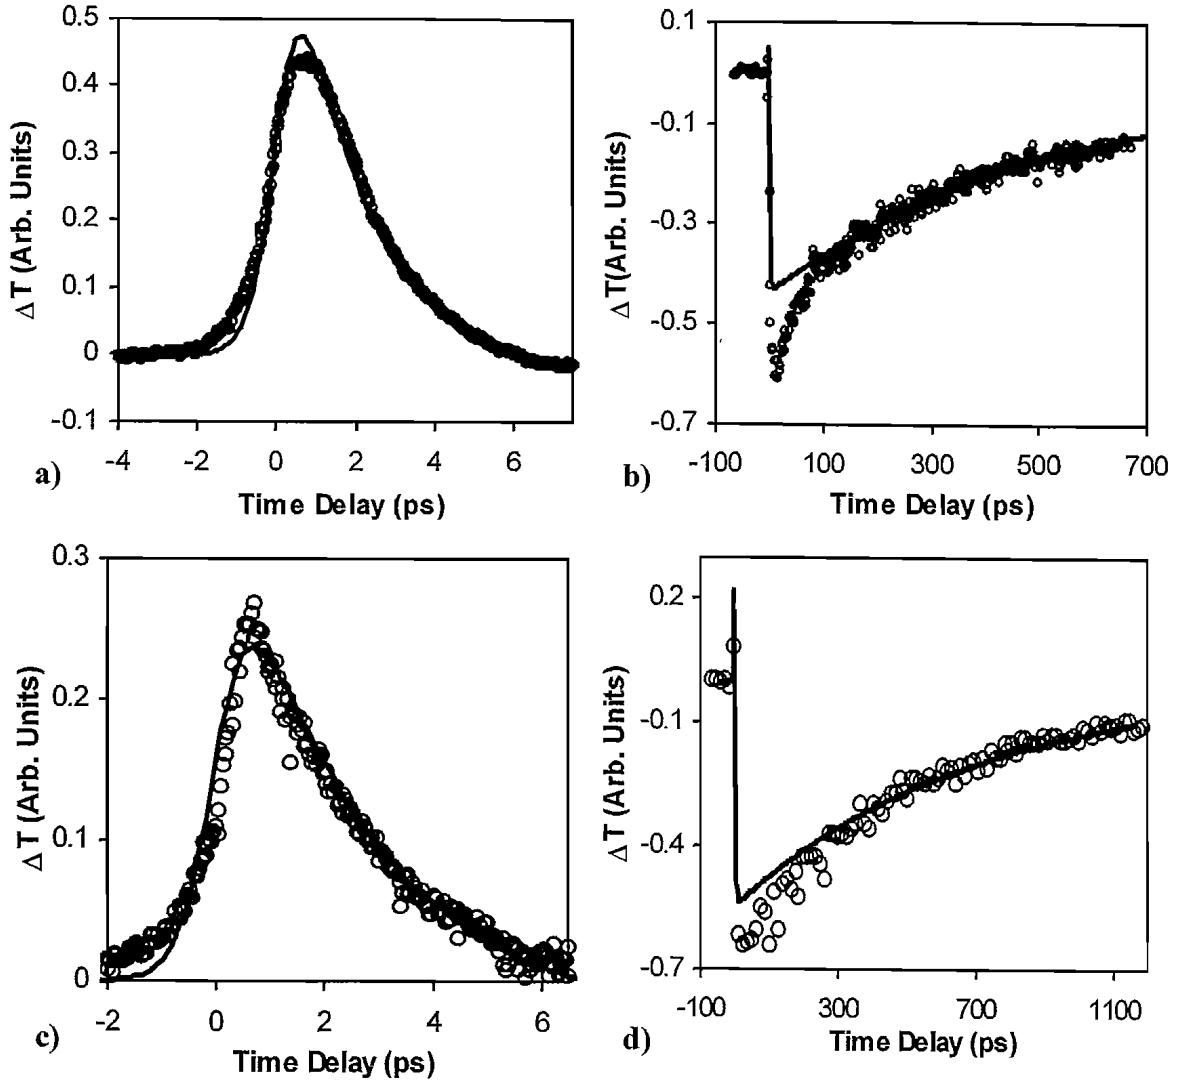 0.5
0.4
0.3
0.2
0.1
0
-0.1
Δ T (Arb. Units)
-4 -2 0 2 4 6
a)
Time Delay (ps)
0.1
-0.1
-0.3
-0.5
-0.7
Δ T(Arb. Units)
-100 100 300 500 700
b)
Time Delay (ps)
0.3
0.2
0.1
0
Δ T (Arb. Units)
-2 0 2 4 6
c)
Time Delay (ps)
0.2
-0.1
-0.4
-0.7
Δ T (Arb. Units)
-100 300 700 1100
d)
Time Delay (ps)